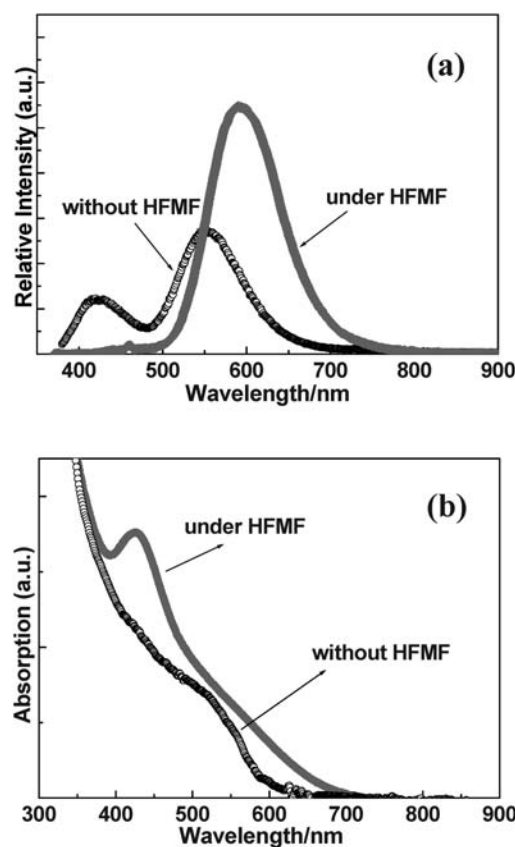 (a)
Relative Intensity (a.u.)
without HFMF
under HFMF
400 500 600 700 800 900
Wavelength/nm
(b)
Absorption (a.u.)
under HFMF
without HFMF
300 400 500 600 700 800 900
Wavelength/nm